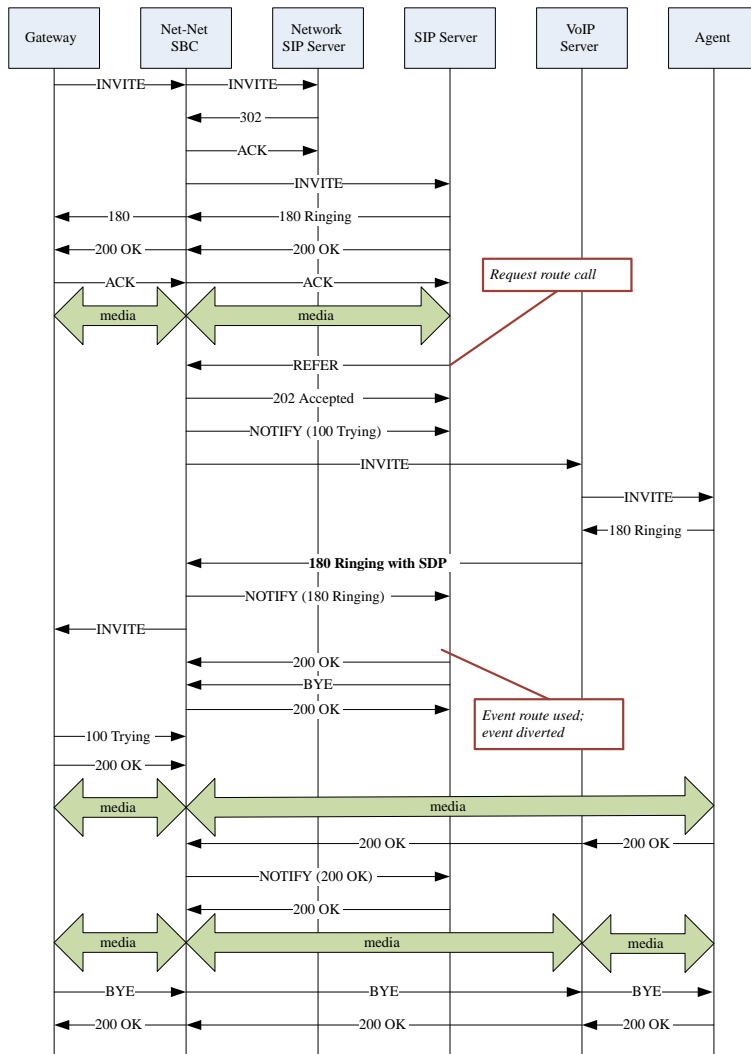 Gateway
Net-Net
SBC
Network
SIP Server
SIP Server
VoIP
Server
Agent
INVITE
INVITE
302
ACK
INVITE
180
180 Ringing
200 OK
200 OK
ACK
ACK
Request route call
media
media
REFER
202 Accepted
NOTIFY (100 Trying)
INVITE
INVITE
180 Ringing
180 Ringing with SDP
NOTIFY (180 Ringing)
INVITE
200 OK
BYE
200 OK
Event route used;
event diverted
100 Trying
200 OK
media
media
200 OK
200 OK
NOTIFY (200 OK)
200 OK
media
media
media
BYE
BYE
BYE
200 OK
200 OK
200 OK